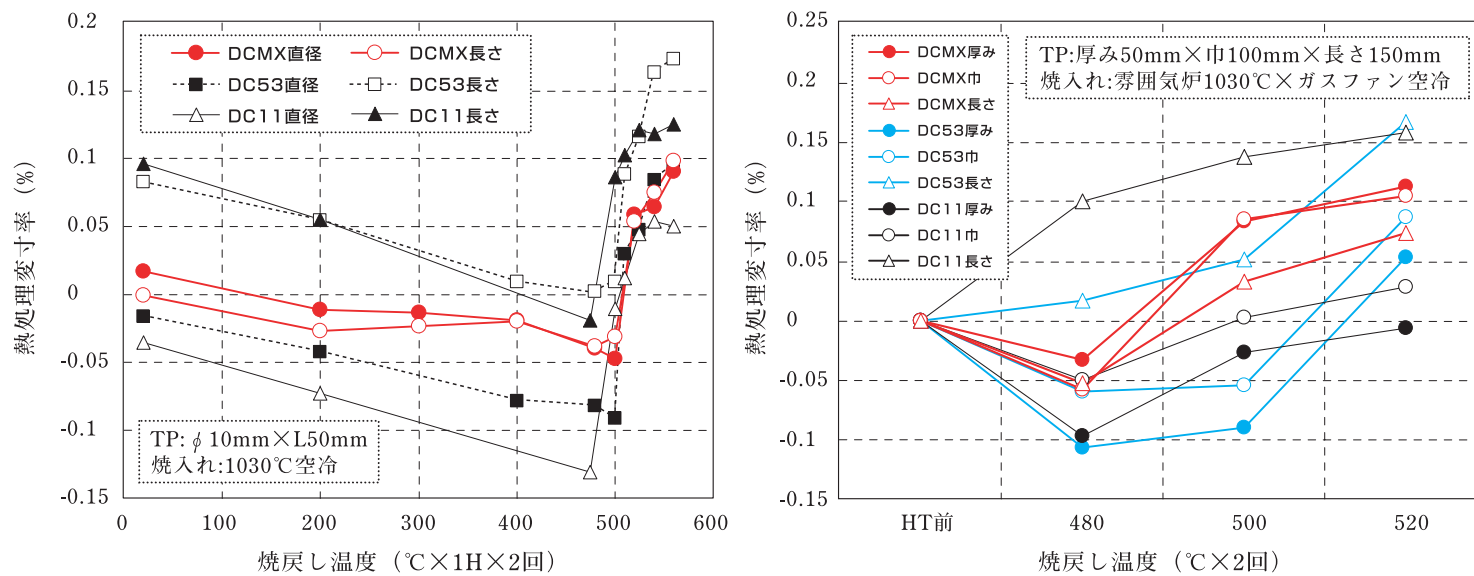 0.2
0.15
0.1
0.05
0
-0.05
-0.1
-0.15
熱処理変寸率 (%)
DCMX直径
DCMX長さ
DC53直径
DC53長さ
DC11直径
DC11長さ
TP:φ10mm×L50mm
焼入れ:1030℃空冷
0 100 200 300 400 500 600
焼戻し温度 (℃×1H×2回)
0.25
0.2
0.15
0.1
0.05
0
-0.05
-0.1
-0.15
熱処理変寸率 (%)
DCMX厚み
DCMX巾
DCMX長さ
DC53厚み
DC53巾
DC53長さ
DC11厚み
DC11巾
DC11長さ
TP:厚み50mm×巾100mm×長さ150mm
焼入れ:雰囲気炉1030℃×ガスファン空冷
HT前 480 500 520
焼戻し温度 (℃×2回)